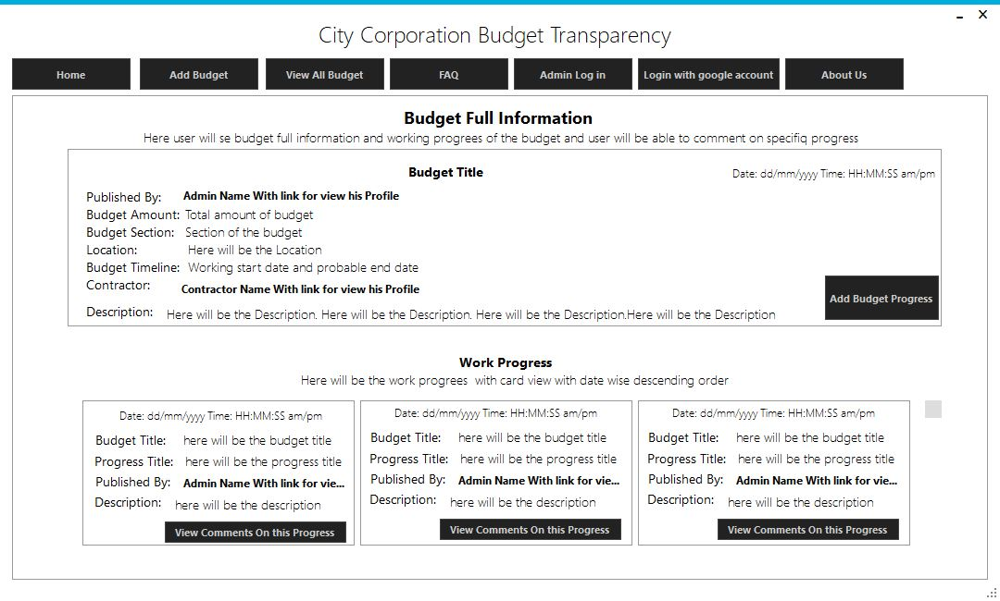 City Corporation Budget Transparency
Home Add Budget View All Budget FAQ Admin Log in Login with google account About Us
Budget Full Information
Here user will se budget full information and working progrees of the budget and user will be able to comment on specifiq progress
Budget Title
Date: dd/mm/yyyy Time: HH:MM:SS am/pm
Published By: Admin Name With link for view his Profile
Budget Amount: Total amount of budget
Budget Section: Section of the budget
Location: Here will be the Location
Budget Timeline: Working start date and probable end date
Contractor: Contractor Name With link for view his Profile
Add Budget Progress
Description: Here will be the Description. Here will be the Description. Here will be the Description.Here will be the Description
Work Progress
Here will be the work progrees with card view with date wise descending order
Date: dd/mm/yyyy Time: HH:MM:SS am/pm
Budget Title: here will be the budget title
Progress Title: here will be the progress title
Published By: Admin Name With link for vie...
Description: here will be the description
View Comments On this Progress
Date: dd/mm/yyyy Time: HH:MM:SS am/pm
Budget Title: here will be the budget title
Progress Title: here will be the progress title
Published By: Admin Name With link for vie...
Description: here will be the description
View Comments On this Progress
Date: dd/mm/yyyy Time: HH:MM:SS am/pm
Budget Title: here will be the budget title
Progress Title: here will be the progress title
Published By: Admin Name With link for vie...
Description: here will be the description
View Comments On this Progress